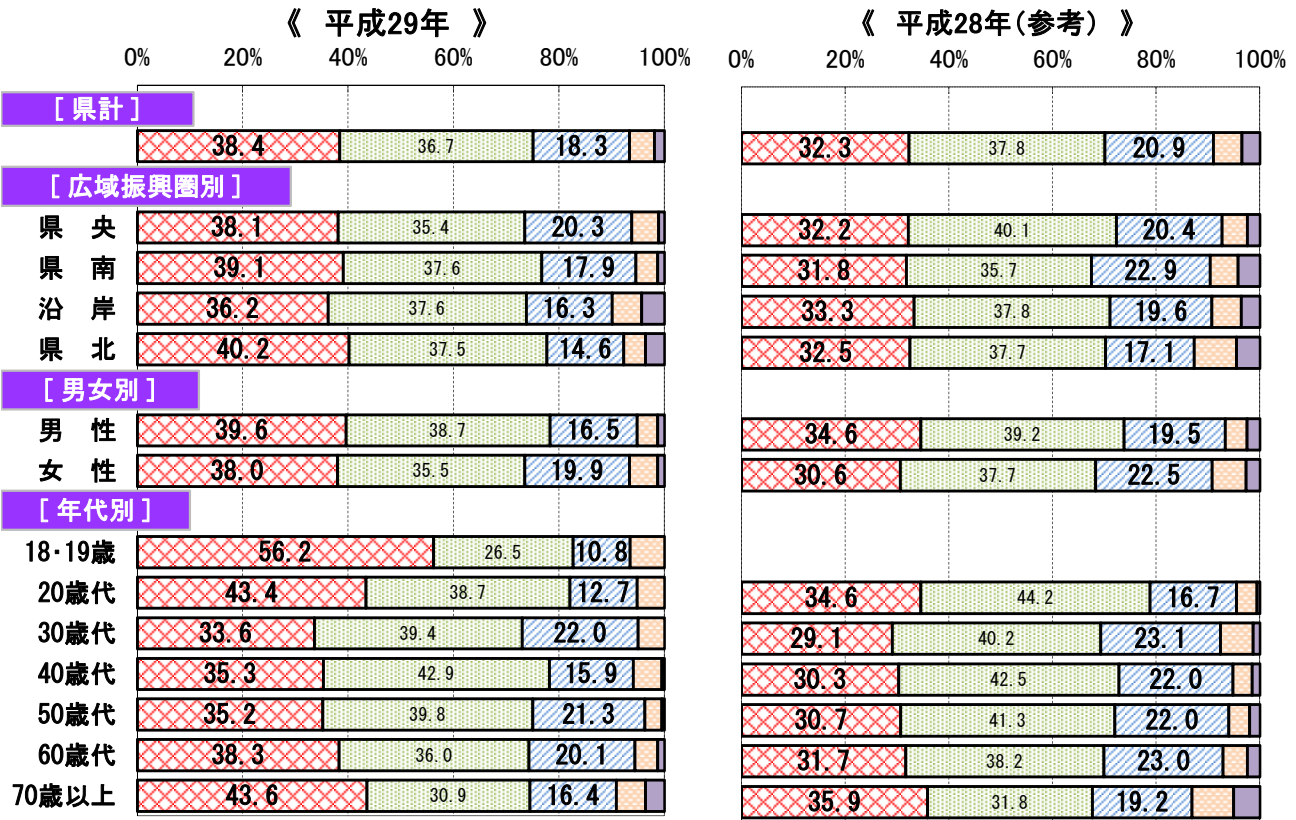 《 平成29年 》 《 平成28年(参考) 》
0% 20% 40% 60% 80% 100% 0% 20% 40% 60% 80% 100%
[ 県計 ]
38.4 36.7 18.3 32.3 37.8 20.9
[ 広域振興圏別 ]
県 央 38.1 35.4 20.3 32.2 40.1 20.4
県 南 39.1 37.6 17.9 31.8 35.7 22.9
沿 岸 36.2 37.6 16.3 33.3 37.8 19.6
県 北 40.2 37.5 14.6 32.5 37.7 17.1
[ 男女別 ]
男 性 39.6 38.7 16.5 34.6 39.2 19.5
女 性 38.0 35.5 19.9 30.6 37.7 22.5
[ 年代別 ]
18・19歳 56.2 26.5 10.8
20歳代 43.4 38.7 12.7 34.6 44.2 16.7
30歳代 33.6 39.4 22.0 29.1 40.2 23.1
40歳代 35.3 42.9 15.9 30.3 42.5 22.0
50歳代 35.2 39.8 21.3 30.7 41.3 22.0
60歳代 38.3 36.0 20.1 31.7 38.2 23.0
70歳以上 43.6 30.9 16.4 35.9 31.8 19.2